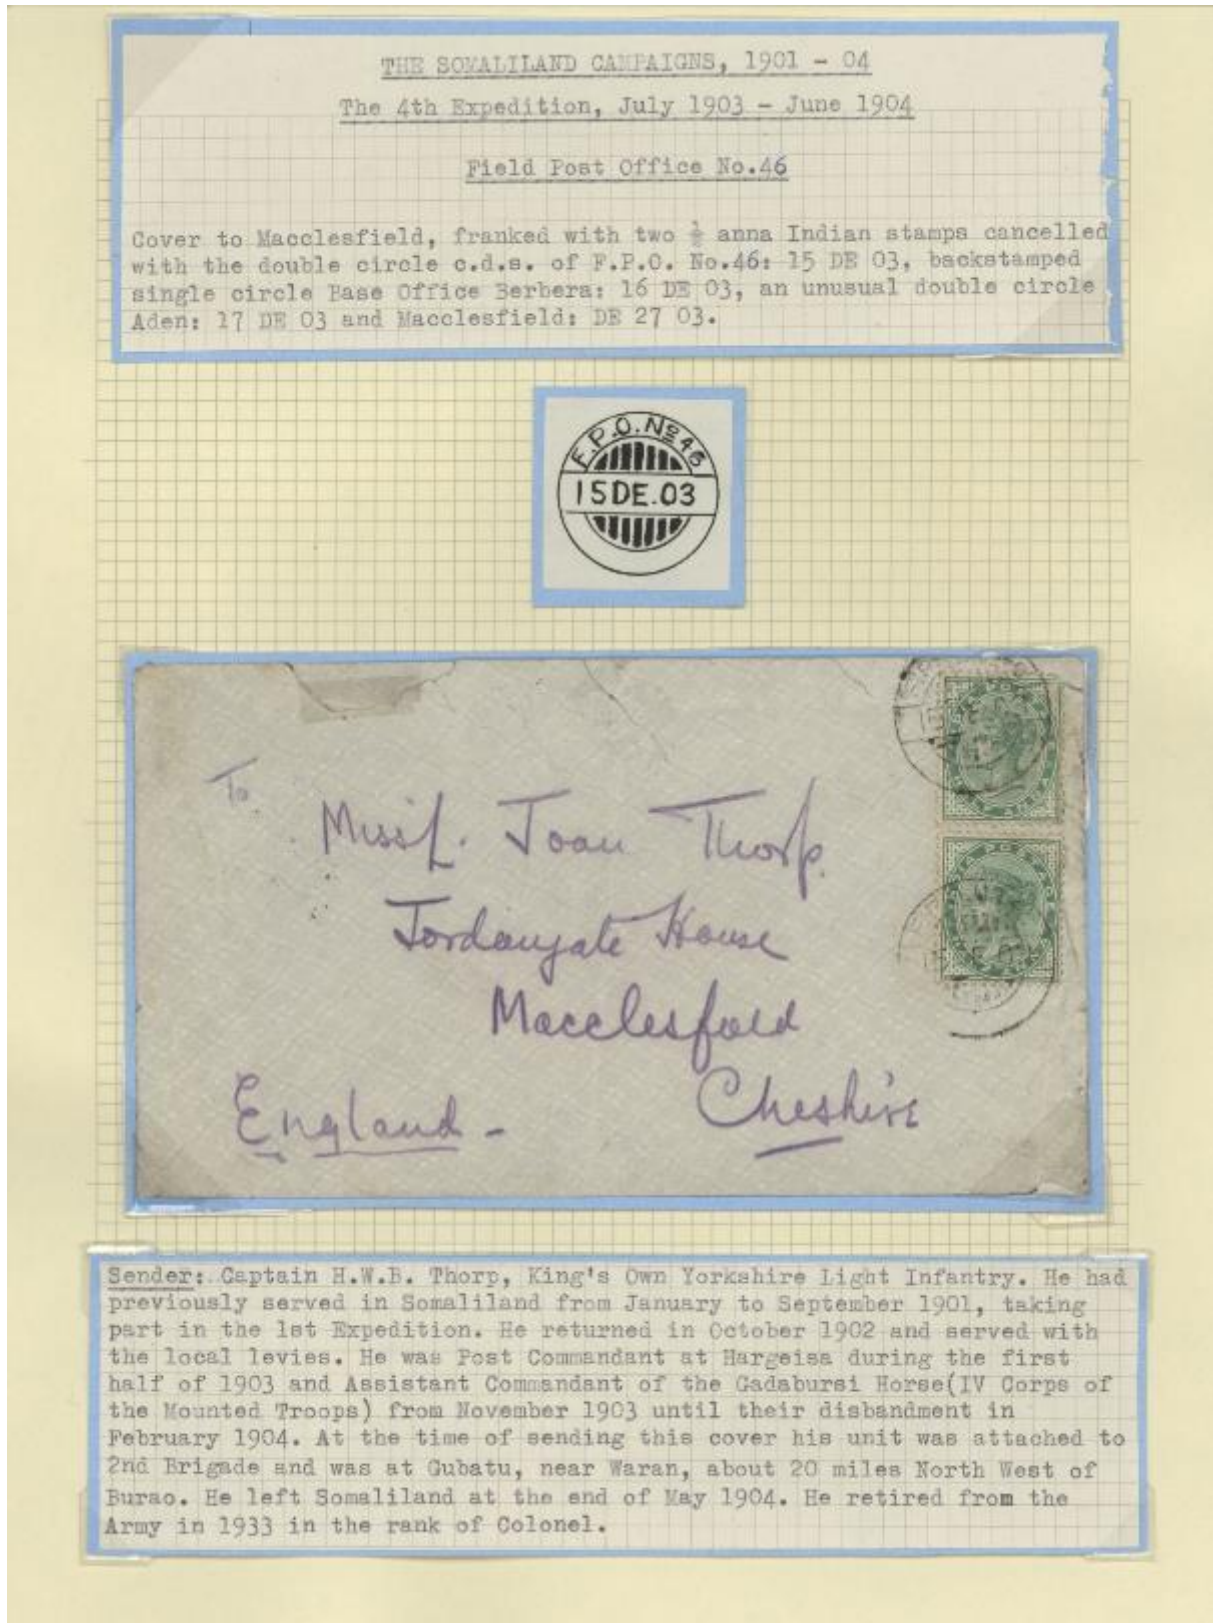 THE SOMALILAND CAMPAIGNS, 1901 - 04
The 4th Expedition, July 1903 - June 1904
Field Post Office No.46
Cover to Macclesfield, franked with two ½ anna Indian stamps cancelled
with the double circle c.d.s. of F.P.O. No.46: 15 DE 03, backstamped
single circle Base Office Berbera: 16 DE 03, an unusual double circle
Aden: 17 DE 03 and Macclesfield: DE 27 03.
F.P.O. Nº 46
15 DE.03
To
Miss L. Joan Thorp.
Jordangate House
Macclesfield
Cheshire
England -
Sender: Captain H.W.B. Thorp, King's Own Yorkshire Light Infantry. He had
previously served in Somaliland from January to September 1901, taking
part in the 1st Expedition. He returned in October 1902 and served with
the local levies. He was Post Commandant at Hargeisa during the first
half of 1903 and Assistant Commandant of the Gadabursi Horse(IV Corps of
the Mounted Troops) from November 1903 until their disbandment in
February 1904. At the time of sending this cover his unit was attached to
2nd Brigade and was at Gubatu, near Waran, about 20 miles North West of
Burao. He left Somaliland at the end of May 1904. He retired from the
Army in 1933 in the rank of Colonel.